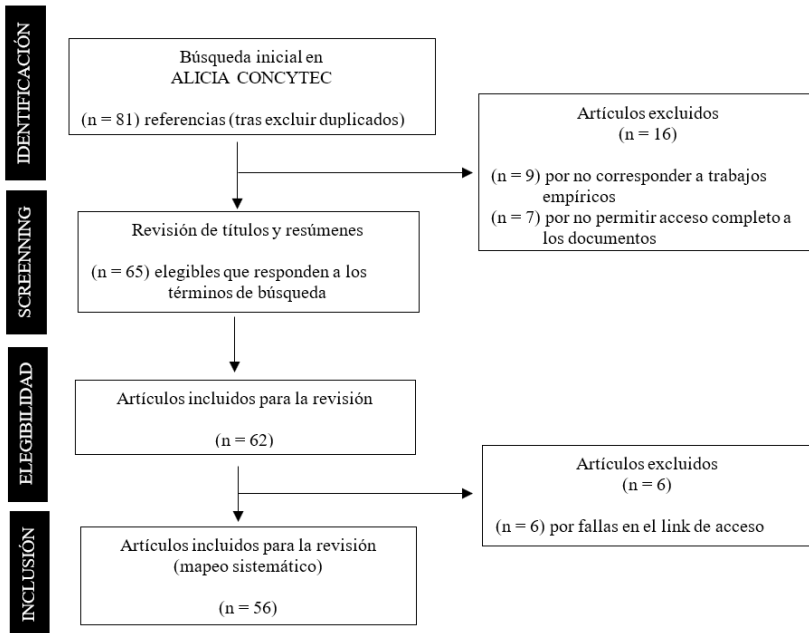 IDENTIFICACIÓN
Búsqueda inicial en
ALICIA CONCYTEC
(n = 81) referencias (tras excluir duplicados)
Artículos excluidos
(n = 16)
(n = 9) por no corresponder a trabajos
empíricos
(n = 7) por no permitir acceso completo a
los documentos
SCREENNING
Revisión de títulos y resúmenes
(n = 65) elegibles que responden a los
términos de búsqueda
ELEGIBILIDAD
Artículos incluidos para la revisión
(n = 62)
Artículos excluidos
(n = 6)
(n = 6) por fallas en el link de acceso
INCLUSIÓN
Artículos incluidos para la revisión
(mapeo sistemático)
(n = 56)